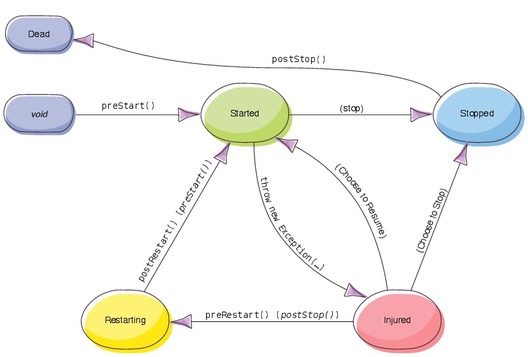 Dead
postStop()
void
preStart()
Started
(stop)
Stopped
postRestart() (preStart())
throw new Exception(…)
(Choose to Resume)
(Choose to Stop)
Restarting
preRestart() (postStop())
Injured